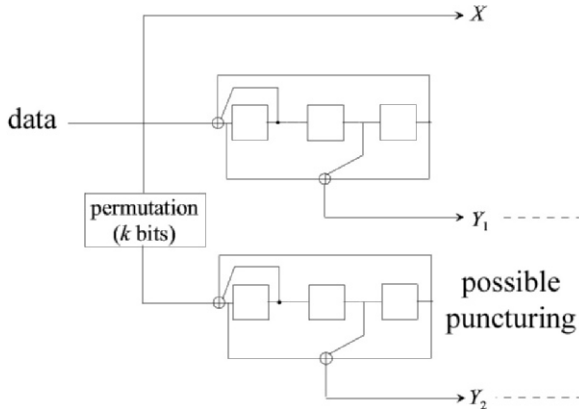 X
data
permutation
(k bits)
Y₁
possible
puncturing
Y₂